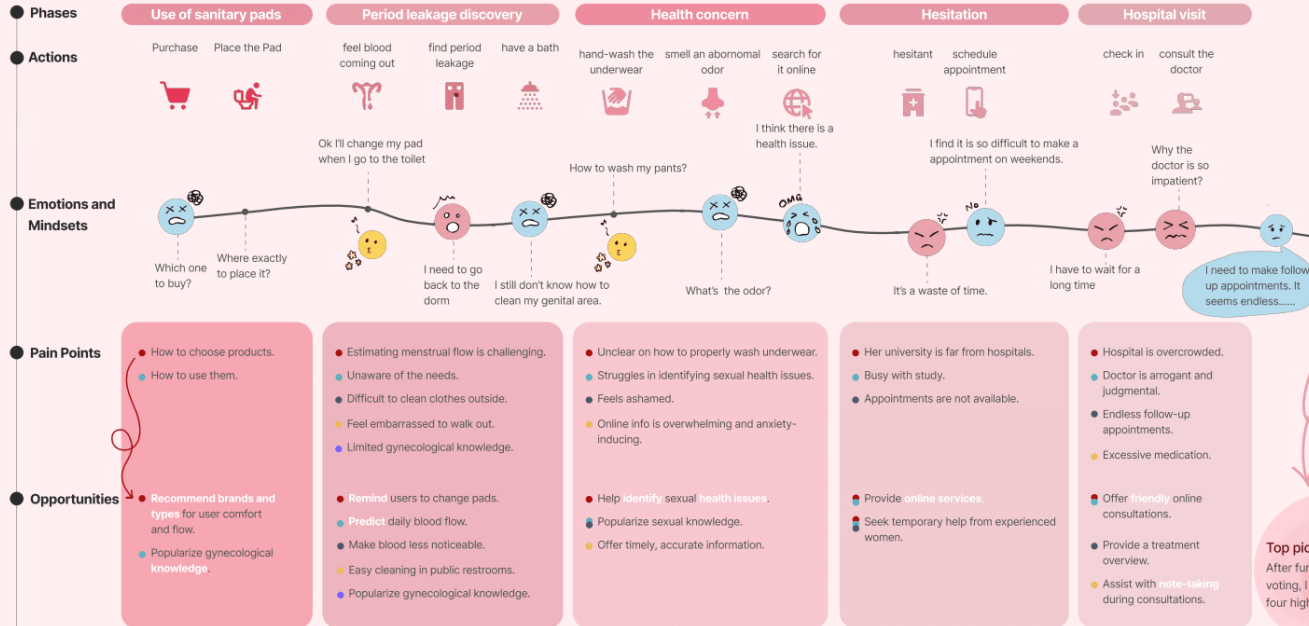 Phases
Use of sanitary pads
Period leakage discovery
Health concern
Hesitation
Hospital visit
Actions
Purchase
Place the Pad
feel blood
coming out
find period
leakage
have a bath
hand-wash the
underwear
smell an abornomal
odor
search for
it online
hesitant
schedule
appointment
check in
consult the
doctor
Emotions and
Mindsets
Which one
to buy?
Where exactly
to place it?
Ok I'll change my pad
when I go to the toilet
I need to go
back to the
dorm
I still don't know how to
clean my genital area.
How to wash my pants?
What's the odor?
I think there is a
health issue.
OMG
It's a waste of time.
No
I find it is so difficult to make a
appointment on weekends.
I have to wait for a
long time
Why the
doctor is so
impatient?
I need to make follow
up appointments. It
seems endless......
Pain Points
How to choose products.
How to use them.
Estimating menstrual flow is challenging.
Unaware of the needs.
Difficult to clean clothes outside.
Feel embarrassed to walk out.
Limited gynecological knowledge.
Unclear on how to properly wash underwear.
Struggles in identifying sexual health issues.
Feels ashamed.
Online info is overwhelming and anxiety-
inducing.
Her university is far from hospitals.
Busy with study.
Appointments are not available.
Hospital is overcrowded.
Doctor is arrogant and
judgmental.
Endless follow-up
appointments.
Excessive medication.
Opportunities
Recommend brands and
types for user comfort
and flow.
Popularize gynecological
knowledge.
Remind users to change pads.
Predict daily blood flow.
Make blood less noticeable.
Easy cleaning in public restrooms.
Popularize gynecological knowledge.
Help identify sexual health issues.
Popularize sexual knowledge.
Offer timely, accurate information.
Provide online services.
Seek temporary help from experienced
women.
Offer friendly online
consultations.
Provide a treatment
overview.
Assist with note-taking
during consultations.
Top pic
After fur
voting, I
four high